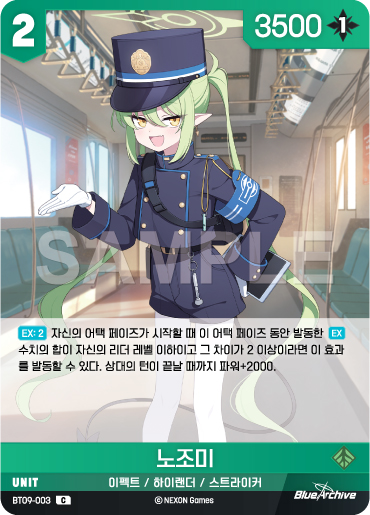 2
3500 1
SAMPLE
EX: 2 자신의 어택 페이즈가 시작할 때 이 어택 페이즈 동안 발동한 EX
수치의 합이 자신의 리더 레벨 이하이고 그 차이가 2 이상이라면 이 효과
를 발동할 수 있다. 상대의 턴이 끝날 때까지 파워+2000.
노조미
UNIT
이팩트 / 하이랜더 / 스트라이커
BT09-003 C
© NEXON Games
BlueArchive